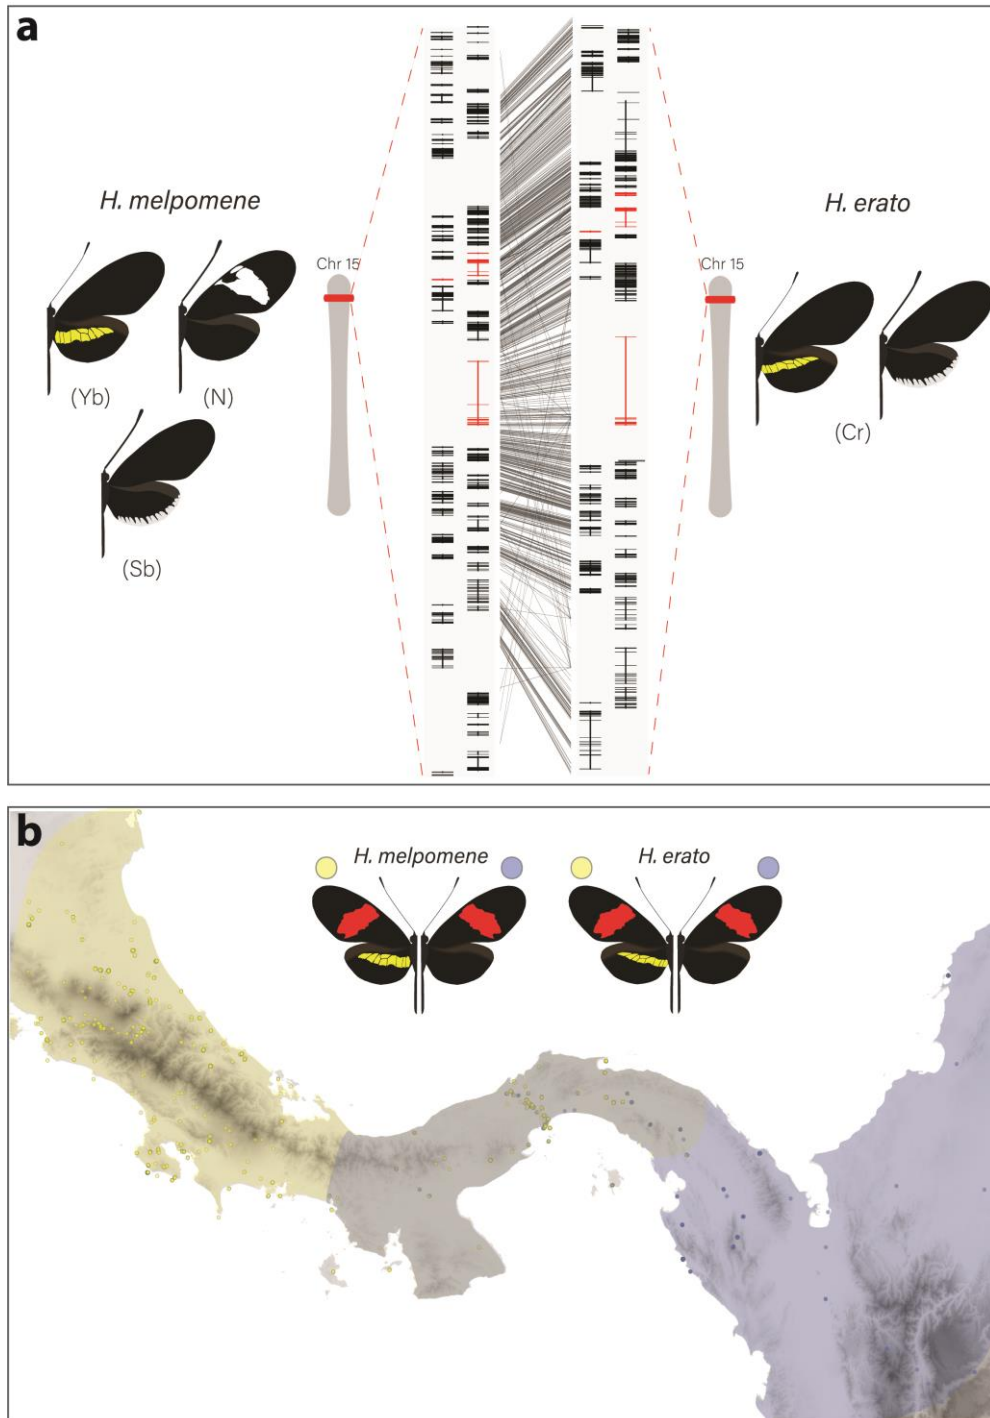 a
H. melpomene
H. erato
Chr 15
Chr 15
(Yb)
(N)
(Cr)
(Sb)
b
H. melpomene
H. erato